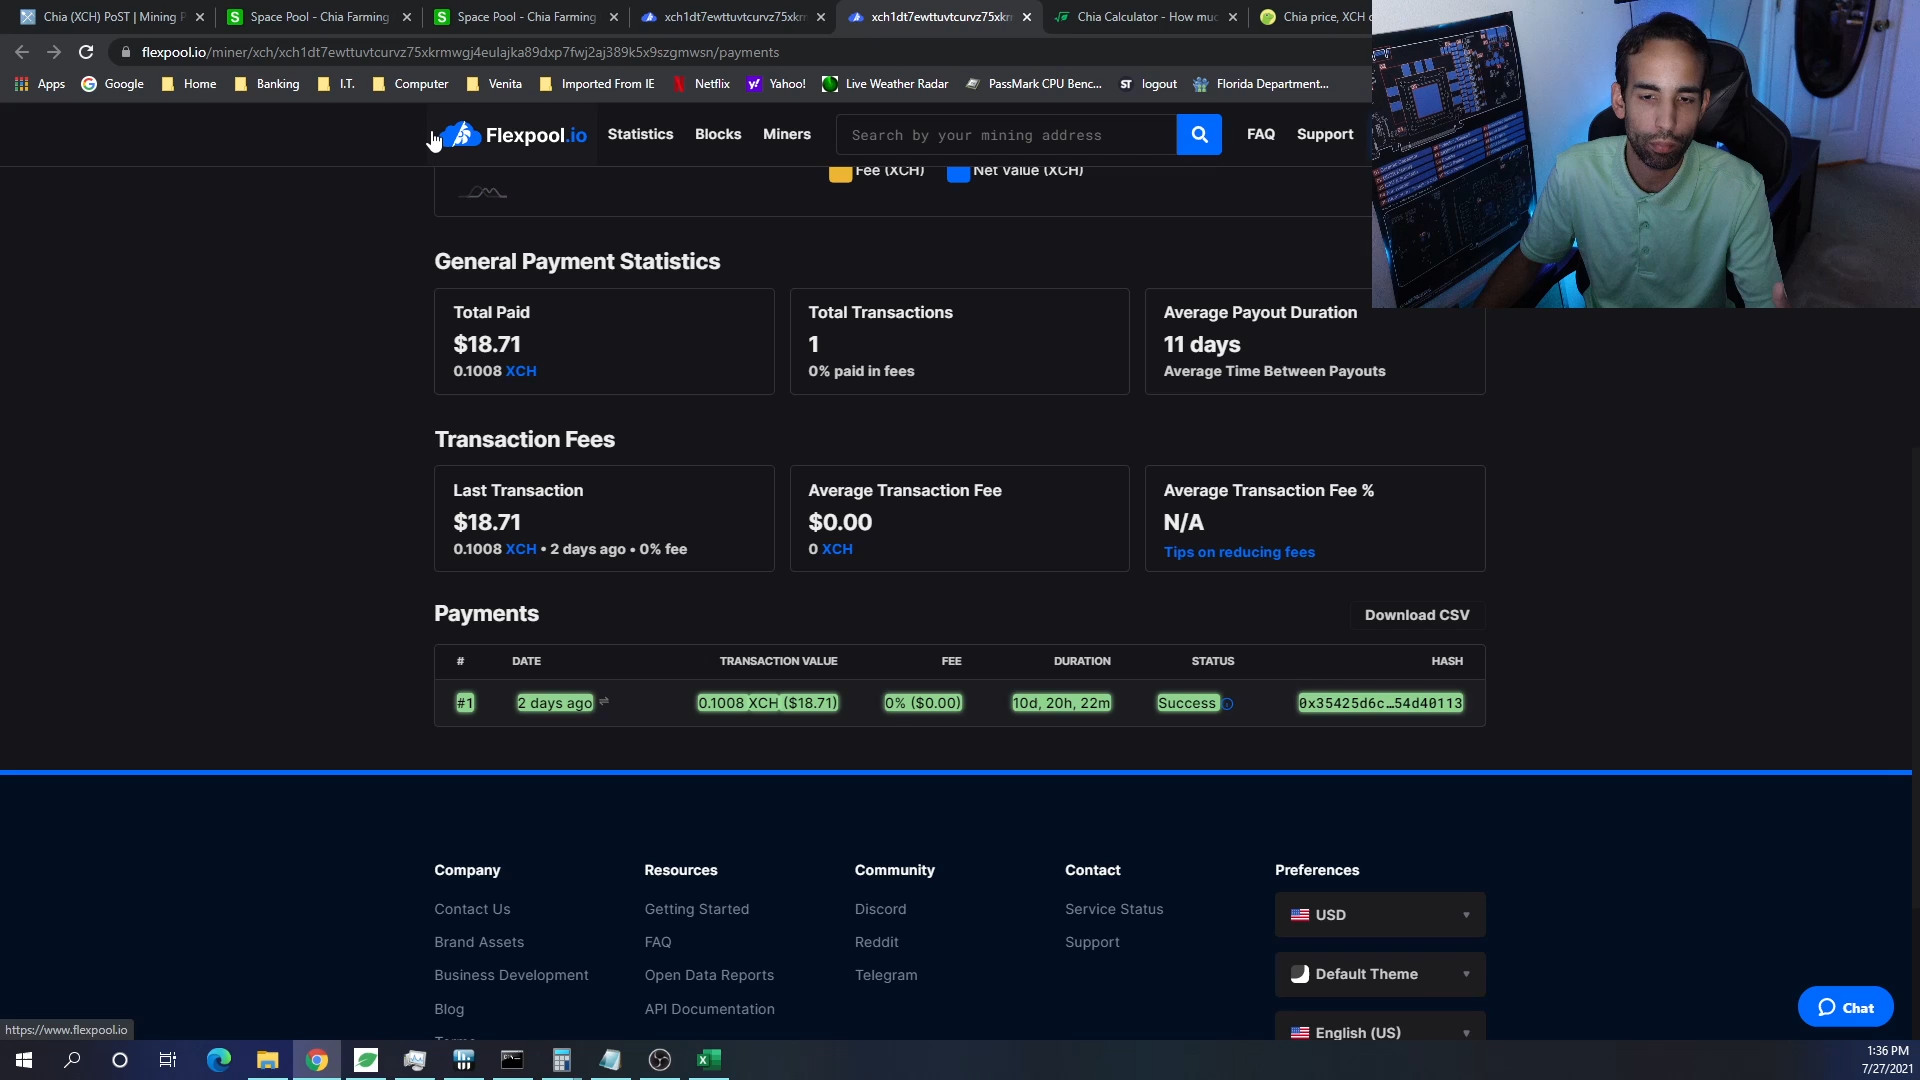 Chia (XCH) PoST | Mining P
Space Pool - Chia Farming
Space Pool - Chia Farming
xch1dt7ewttuvtcurvz75xkrm
xch1dt7ewttuvtcurvz75xkrm
Chia Calculator - How muc
Chia price, XCH c
flexpool.io/miner/xch/xch1dt7ewttuvtcurvz75xkrmwgj4eulajka89dxp7fwj2aj389k5x9szgmwsn/payments
Apps
Google
Home
Banking
I.T.
Computer
Venita
Imported From IE
Netflix
Yahoo!
Live Weather Radar
PassMark CPU Benc...
ST logout
Florida Department...
Flexpool.io
Statistics
Blocks
Miners
Search by your mining address
FAQ
Support
Fee (XCH)
Net Value (XCH)
General Payment Statistics
Total Paid
$18.71
0.1008 XCH
Total Transactions
1
0% paid in fees
Average Payout Duration
11 days
Average Time Between Payouts
Transaction Fees
Last Transaction
$18.71
0.1008 XCH • 2 days ago • 0% fee
Average Transaction Fee
$0.00
0 XCH
Average Transaction Fee %
N/A
Tips on reducing fees
Payments
Download CSV
# DATE TRANSACTION VALUE FEE DURATION STATUS HASH
#1 2 days ago 0.1008 XCH ($18.71) 0% ($0.00) 10d, 20h, 22m Success 0x35425d6c…54d40113
Company
Contact Us
Brand Assets
Business Development
Blog
Resources
Getting Started
FAQ
Open Data Reports
API Documentation
Community
Discord
Reddit
Telegram
Contact
Service Status
Support
Preferences
USD
Default Theme
English (US)
Chat
https://www.flexpool.io
1:36 PM
7/27/2021